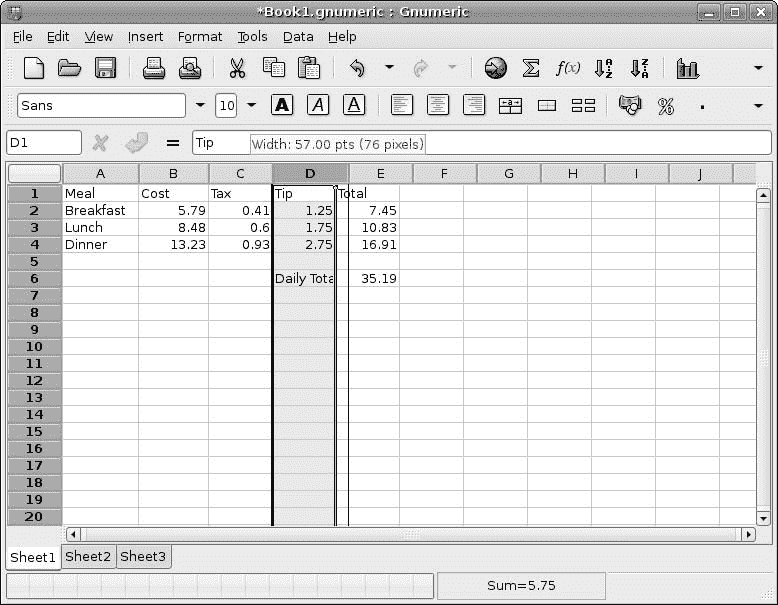 *Book1.gnumeric : Gnumeric
File Edit View Insert Format Tools Data Help
f(x) A Z Z A
Sans 10 A A A %
D1 = Tip Width: 57.00 pts (76 pixels)
A B C D E F G H I J
1 Meal Cost Tax Tip Total
2 Breakfast 5.79 0.41 1.25 7.45
3 Lunch 8.48 0.6 1.75 10.83
4 Dinner 13.23 0.93 2.75 16.91
5
6 Daily Tota 35.19
7
8
9
10
11
12
13
14
15
16
17
18
19
20
Sheet1 Sheet2 Sheet3
Sum=5.75